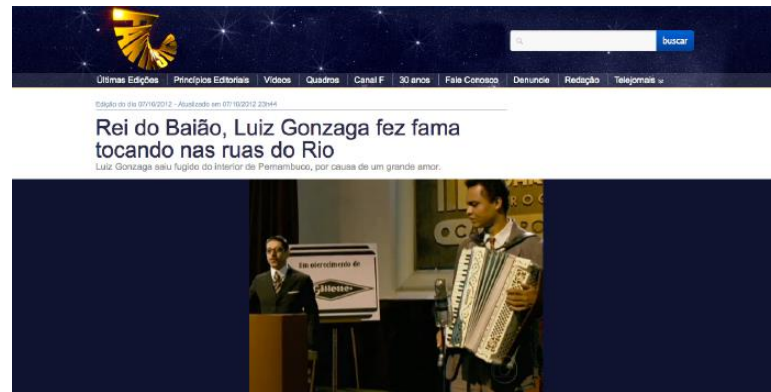 buscar
Últimas Edições Princípios Editoriais Vídeos Quadros Canal F 30 anos Fale Conosco Denuncie Redação Telejornais
Edição do dia 07/10/2012 - Atualizado em 07/10/2012 23h44
Rei do Baião, Luiz Gonzaga fez fama
tocando nas ruas do Rio
Luiz Gonzaga saiu fugido do interior de Pernambuco, por causa de um grande amor.
Um oferecimento de
Gillette